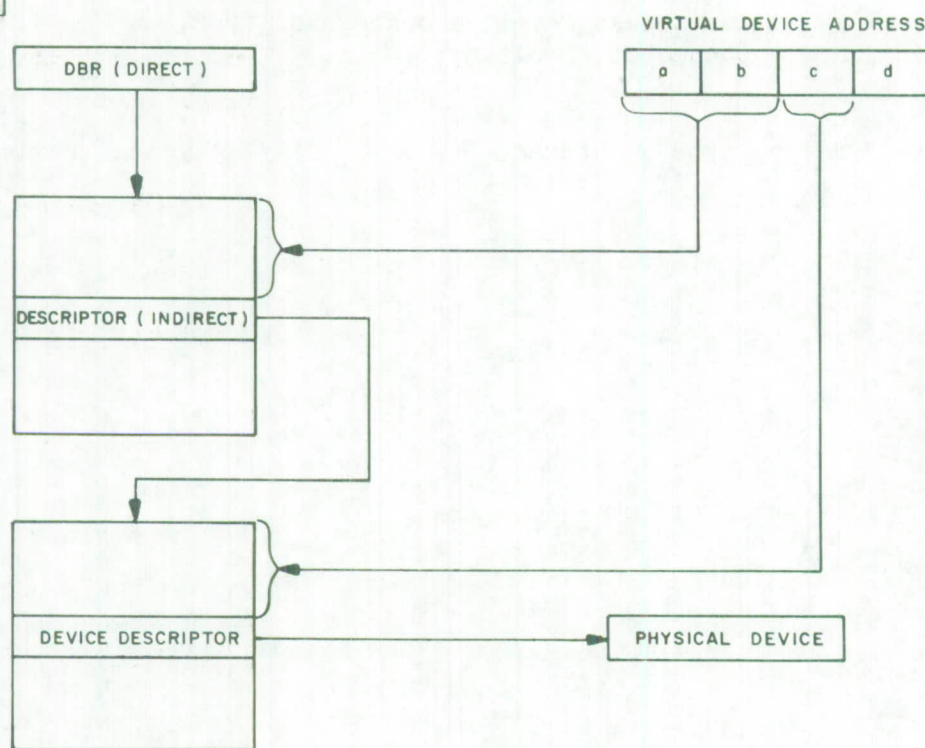 VIRTUAL DEVICE ADDRESS
DBR ( DIRECT )
a b c d
DESCRIPTOR ( INDIRECT )
DEVICE DESCRIPTOR
PHYSICAL DEVICE